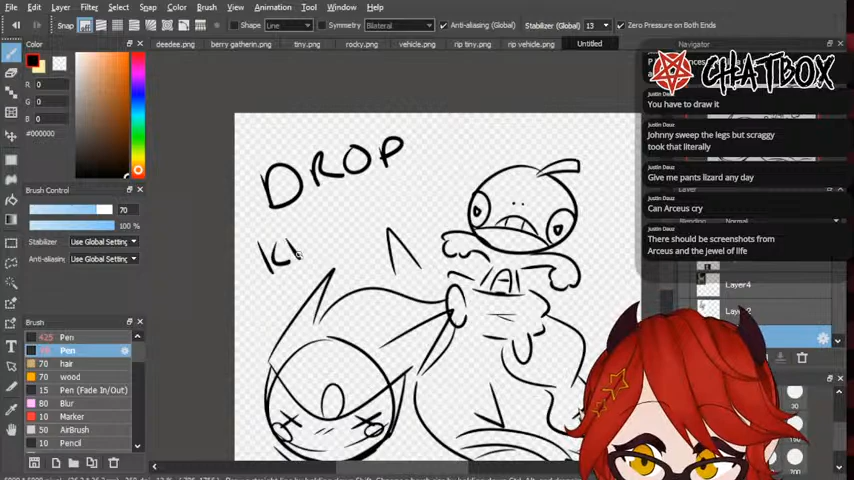 File Edit View Filter Layer Selection Snap Color Brush Navigation Animation Tool Window Help
Snap Shape Line Symmetry Bilateral Anti-aliasing (Global) Stabilizer (Global) 13 Zero Pressure on Both Ends
deedee.png berry gatherin.png tiny.png rocky.png vehicle.png rip tiny.png rip vehicle.png Untitled
Color
R 0
G 0
B 0
#000000
Brush Control
70
100 %
Stabilizer Use Global Setting
Anti-aliasing Use Global Setting
Brush
425 Pen
Pen
70 hair
70 wood
15 Pen (Fade In/Out)
80 Blur
10 Marker
50 AirBrush
10 Pencil
DROP
KI
Navigator
CHATBOX
Justin Dauz
You have to draw it
Justin Dauz
Johnny sweep the legs but scraggy
took that literally
Justin Dauz
Give me pants lizard any day
Justin Dauz
Can Arceus cry
Justin Dauz
There should be screenshots from
Arceus and the jewel of life
Layer4
30